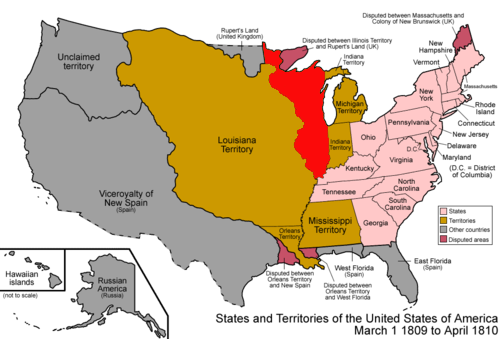 Rupert's Land
(United Kingdom)
Disputed between Illinois Territory
and Rupert's Land (UK)
Disputed between Massachusetts and
Colony of New Brunswick (UK)
Unclaimed
territory
Indiana
Territory
New
Hampshire
Vermont
Massachusetts
New
York
Michigan
Territory
Rhode
Island
Connecticut
New Jersey
Delaware
Maryland
(D.C. = District
of Columbia)
Pennsylvania
Louisiana
Territory
Indiana
Territory
Ohio
D.C.
Virginia
Kentucky
Viceroyalty of
New Spain
(Spain)
Tennessee
North
Carolina
South
Carolina
Mississippi
Territory
Georgia
Orleans
Territory
States
Territories
Other countries
Disputed areas
Hawaiian
islands
(not to scale)
Russian
America
(Russia)
Disputed between
Orleans Territory
and New Spain
Disputed between
Orleans Territory
and West Florida
West Florida
(Spain)
East Florida
(Spain)
States and Territories of the United States of America
March 1 1809 to April 1810